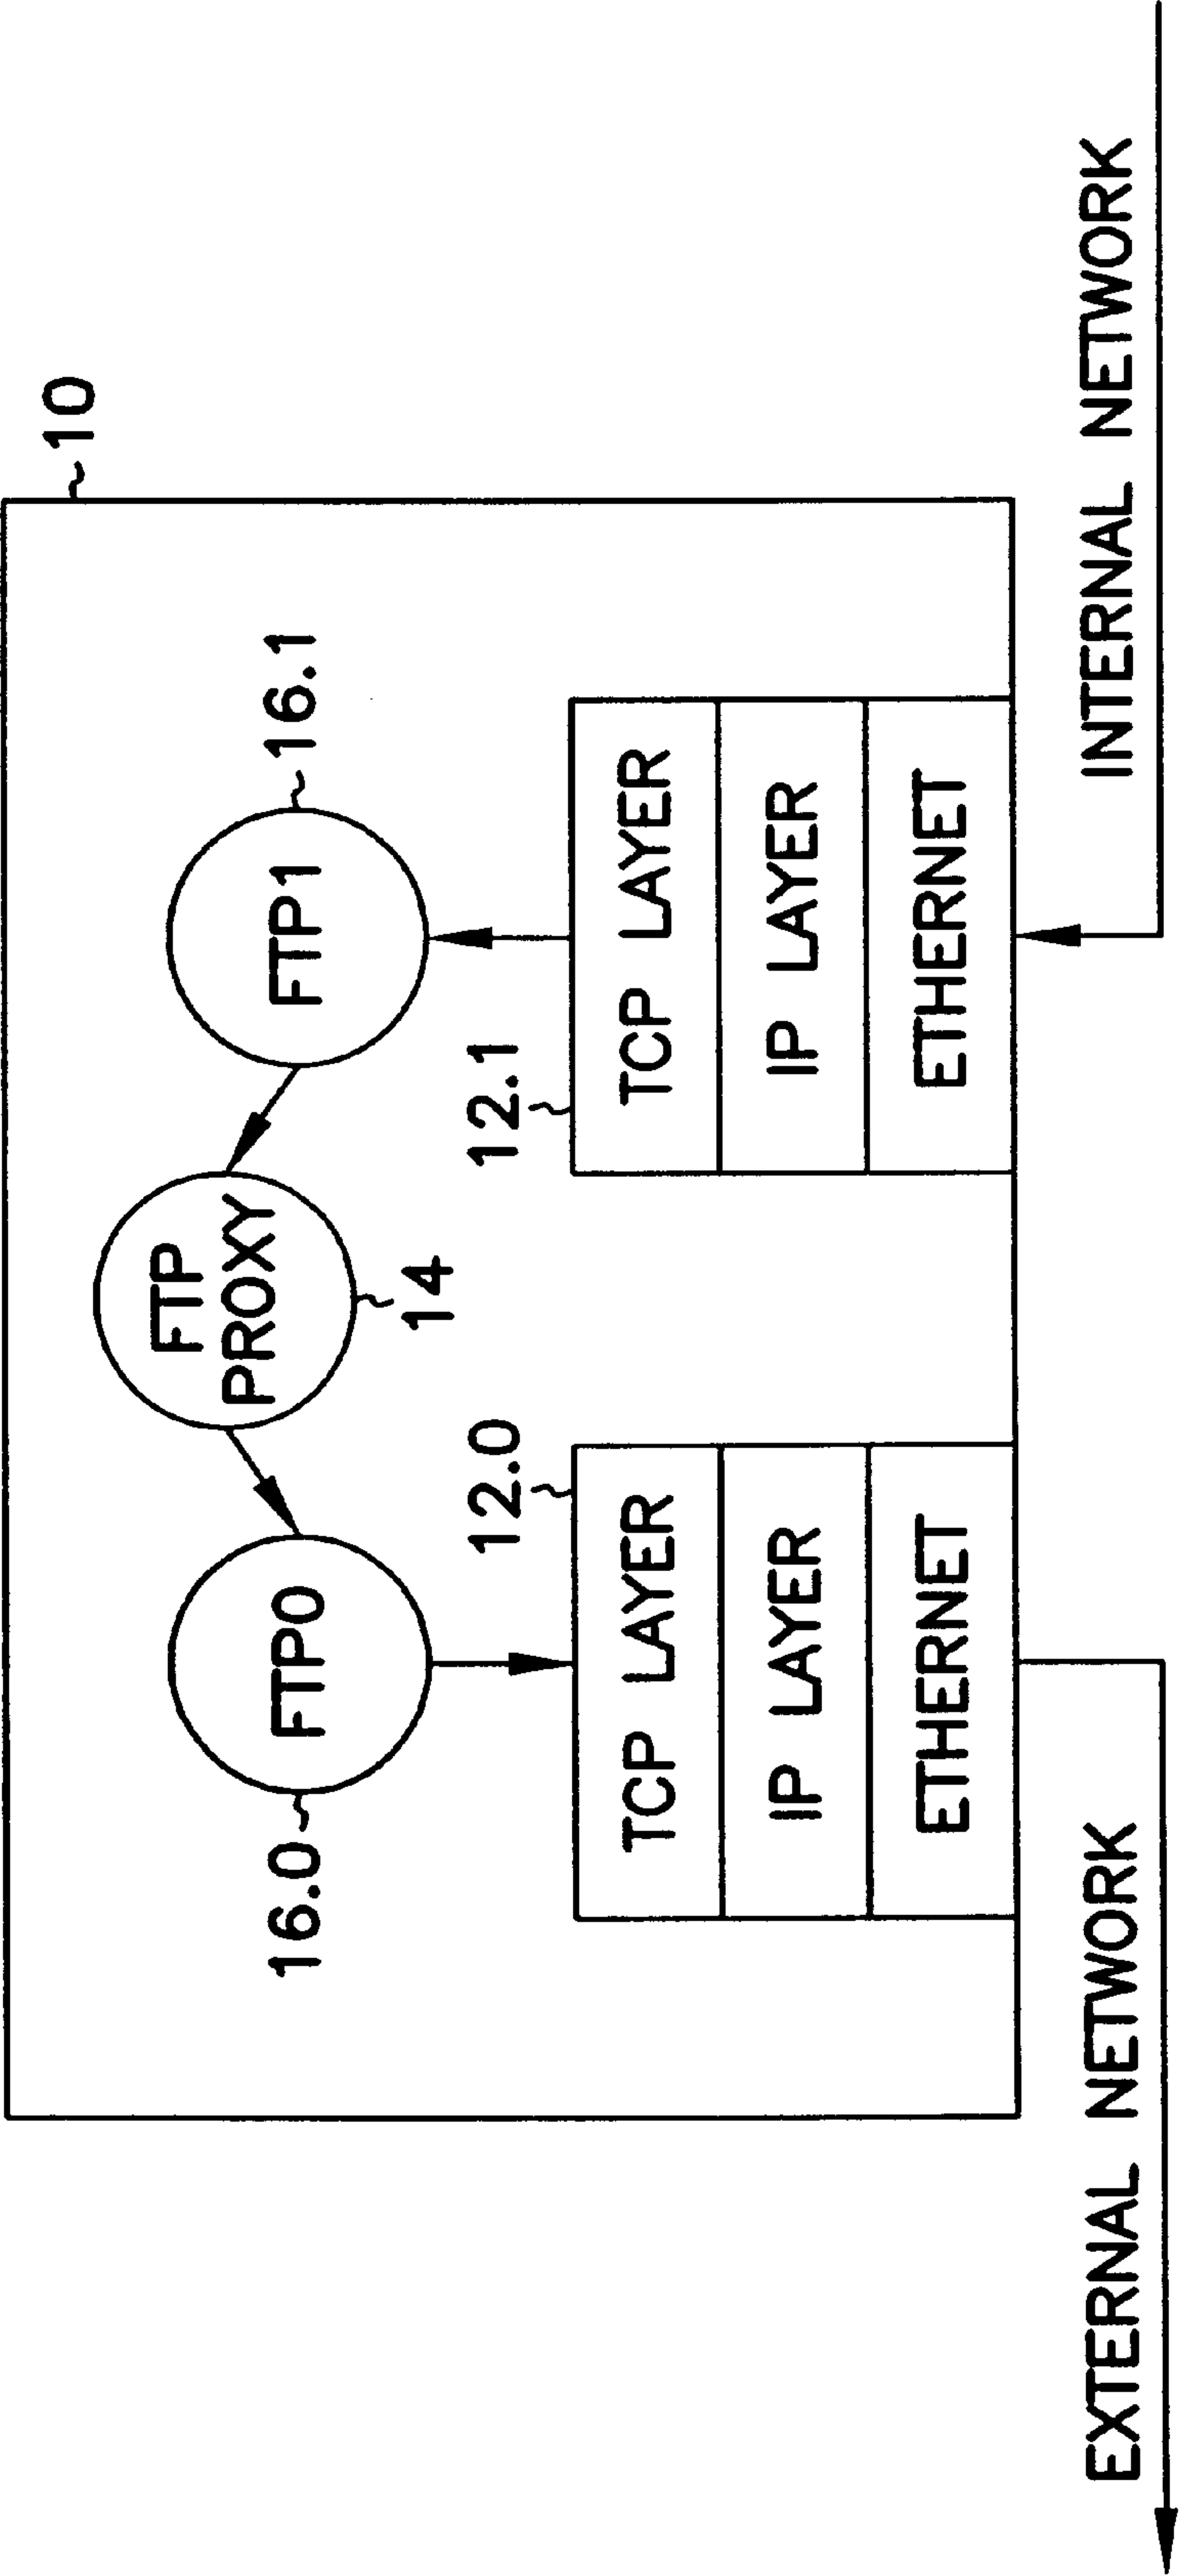 10
FTP
PROXY
14
FTP0
16.0
FTP1
16.1
12.0
TCP LAYER
IP LAYER
ETHERNET
12.1
TCP LAYER
IP LAYER
ETHERNET
EXTERNAL NETWORK
INTERNAL NETWORK